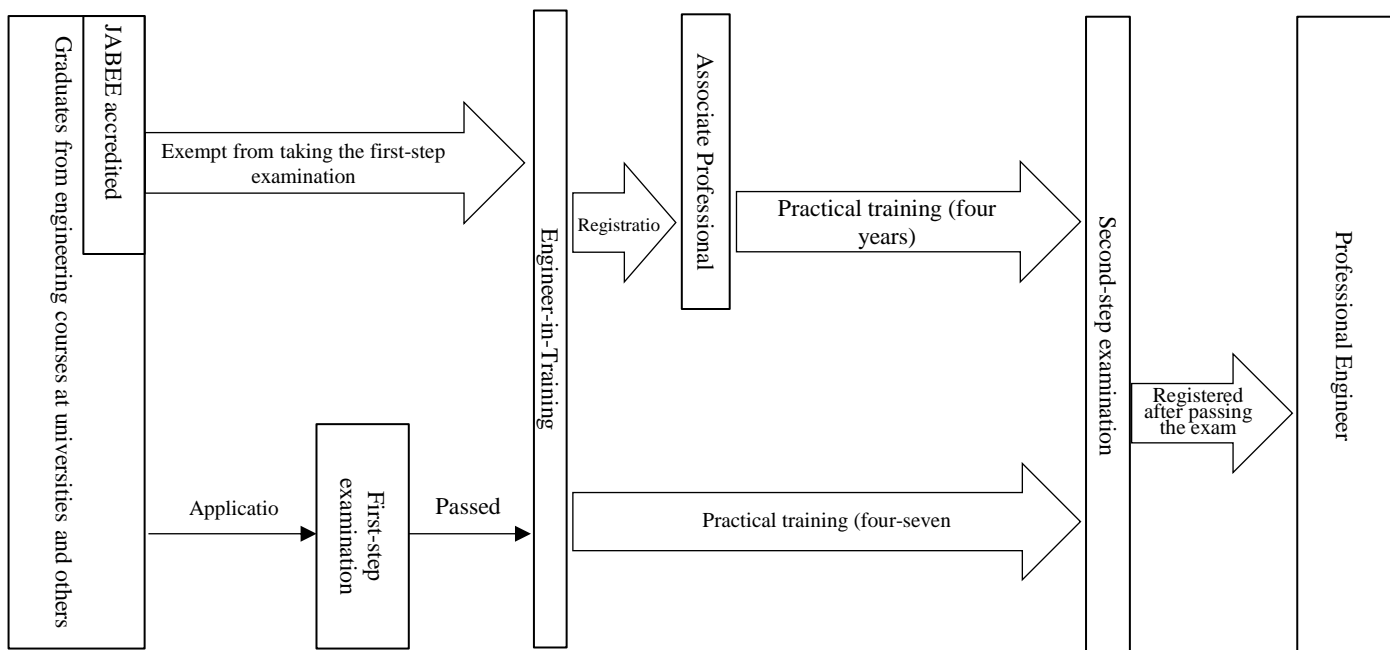 Graduates from engineering courses at universities and others
JABEE accredited
Exempt from taking the first-step
examination
Applicatio
First-step
examination
Passed
Engineer-in-Training
Registratio
Associate Professional
Practical training (four
years)
Practical training (four-seven
Second-step examination
Registered
after passing
the exam
Professional Engineer